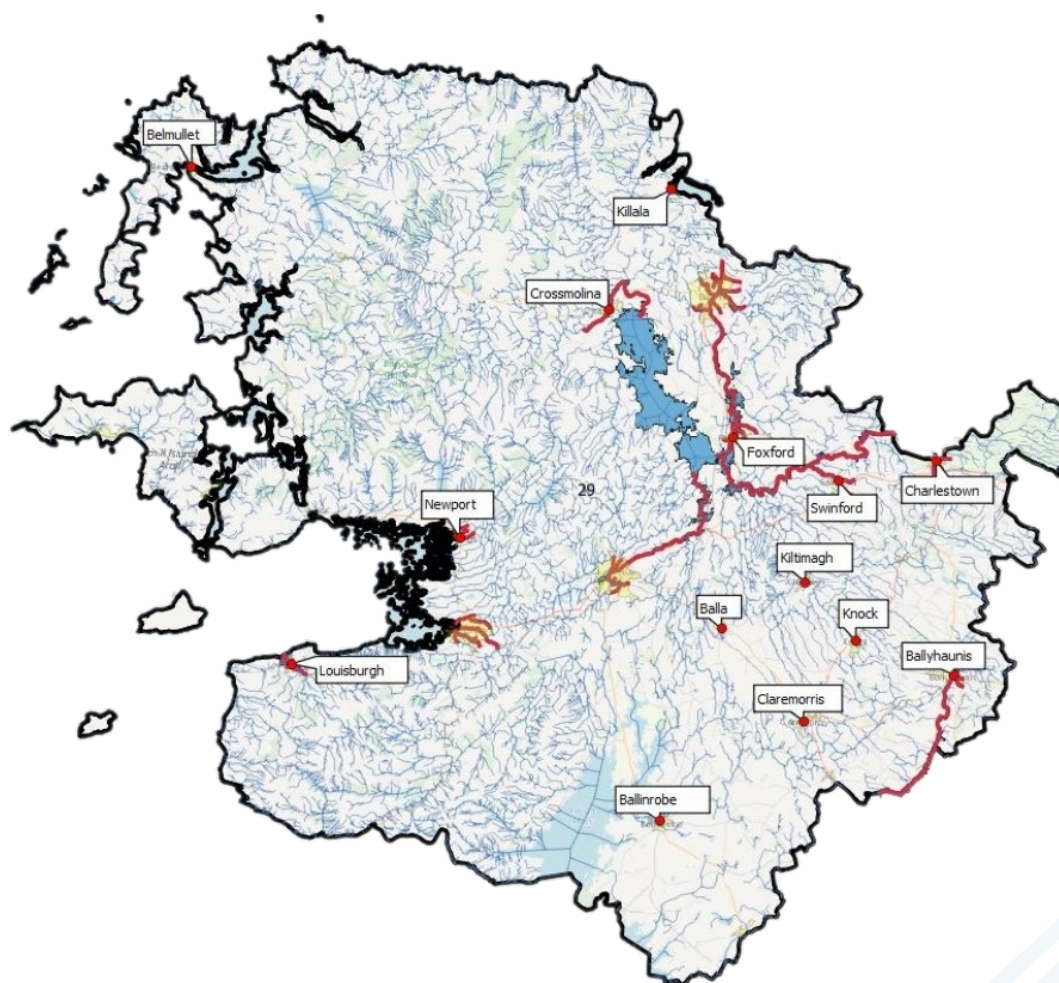 Belmullet
Killala
Crossmolina
Foxford
29
Charlestown
Swinford
Newport
Kiltimagh
Balla
Knock
Louisburgh
Ballyhaunis
Claremorris
Ballinrobe